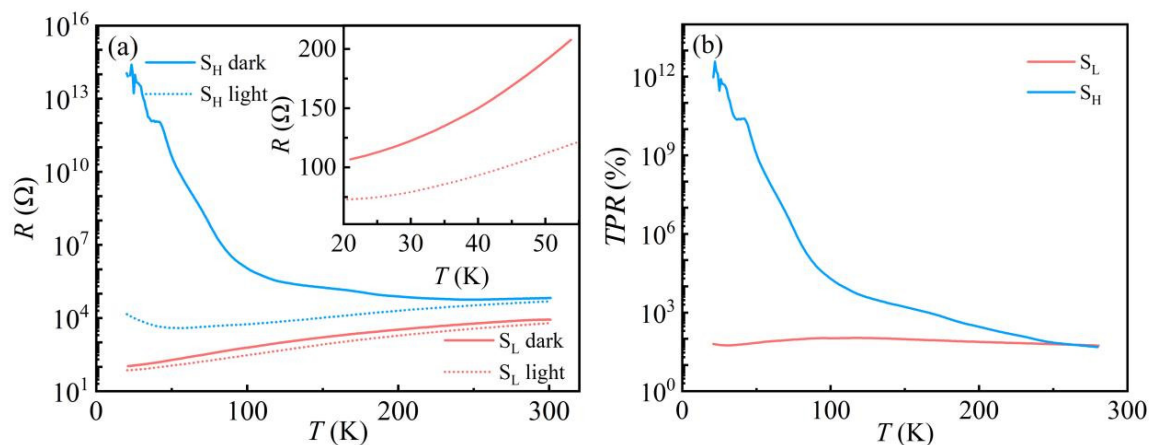 (a)
S_H dark
S_H light
S_L dark
S_L light
R (Ω)
10^16
10^13
10^10
10^7
10^4
10^1
0
100
200
300
T (K)
R (Ω)
200
150
100
20
30
40
50
T (K)
(b)
S_L
S_H
TPR (%)
10^12
10^9
10^6
10^3
10^0
0
100
200
300
T (K)